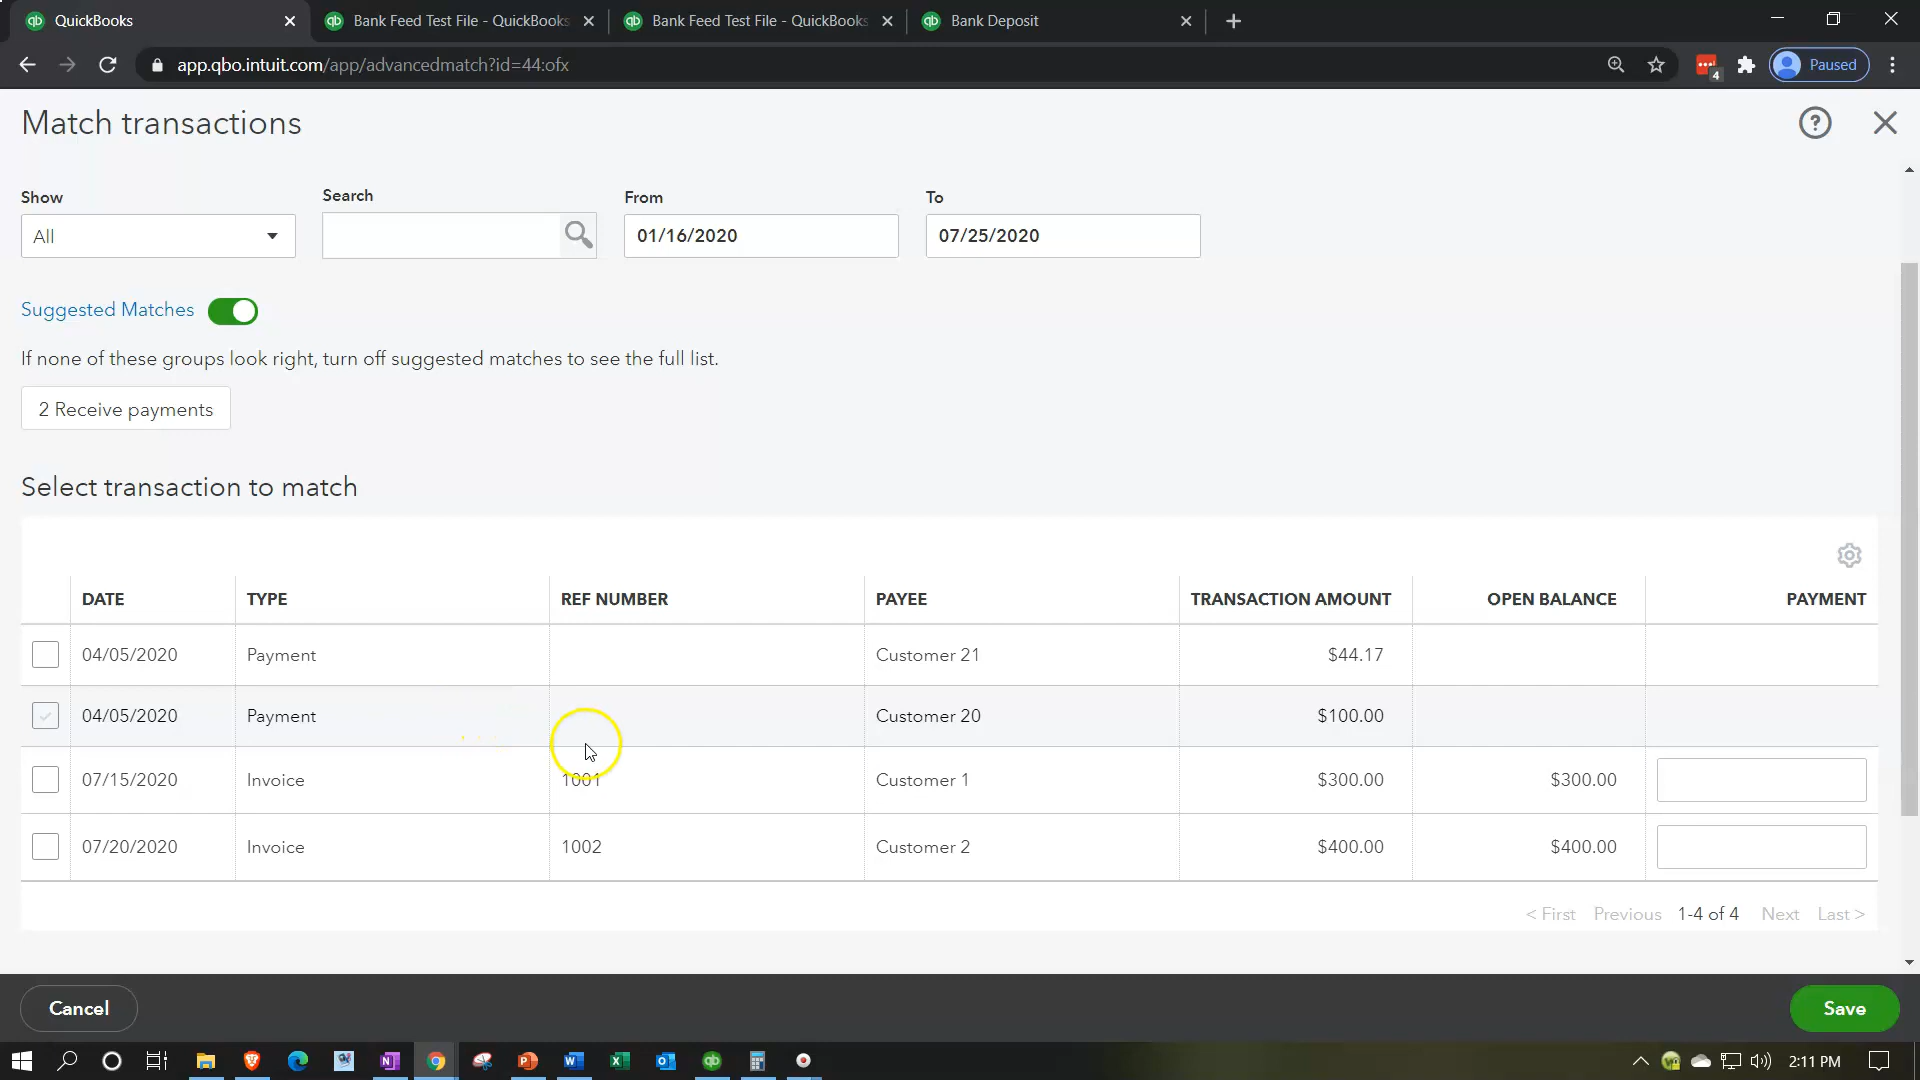 QuickBooks
Bank Feed Test File - QuickBooks
Bank Feed Test File - QuickBooks
Bank Deposit
app.qbo.intuit.com/app/advancedmatch?id=44:ofx
4
Paused
Match transactions
Show
Search
From
To
All
01/16/2020
07/25/2020
Suggested Matches
If none of these groups look right, turn off suggested matches to see the full list.
2 Receive payments
Select transaction to match
DATE TYPE REF NUMBER PAYEE TRANSACTION AMOUNT OPEN BALANCE PAYMENT
04/05/2020 Payment Customer 21 $44.17
04/05/2020 Payment Customer 20 $100.00
07/15/2020 Invoice 1001 Customer 1 $300.00 $300.00
07/20/2020 Invoice 1002 Customer 2 $400.00 $400.00
< First Previous 1-4 of 4 Next Last >
Cancel
Save
2:11 PM